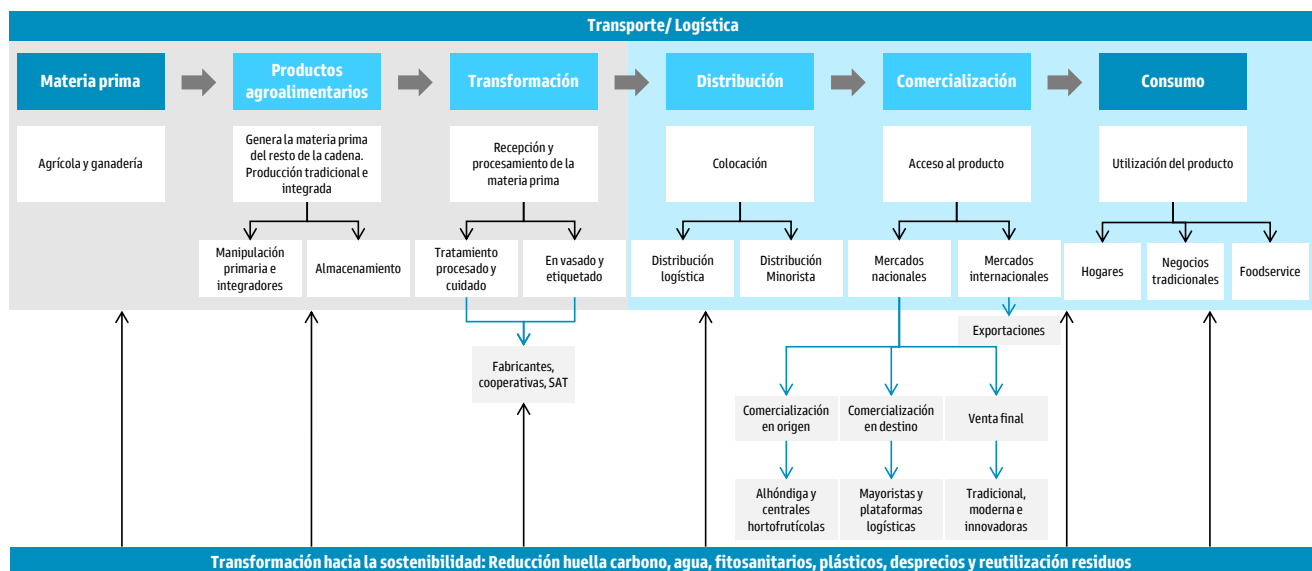 Transporte/ Logística
Materia prima
Productos
agroalimentarios
Transformación
Distribución
Comercialización
Consumo
Agrícola y ganadería
Genera la materia prima
del resto de la cadena.
Producción tradicional e
integrada
Recepción y
procesamiento de la
materia prima
Colocación
Acceso al producto
Utilización del producto
Manipulación
primaria e
integradores
Almacenamiento
Tratamiento
procesado y
cuidado
En vasado y
etiquetado
Distribución
logística
Distribución
Minorista
Mercados
nacionales
Mercados
internacionales
Hogares
Negocios
tradicionales
Foodservice
Exportaciones
Fabricantes,
cooperativas, SAT
Comercialización
en origen
Comercialización
en destino
Venta final
Alhóndiga y
centrales
hortofrutícolas
Mayoristas y
plataformas
logísticas
Tradicional,
moderna e
innovadoras
Transformación hacia la sostenibilidad: Reducción huella carbono, agua, fitosanitarios, plásticos, desprecios y reutilización residuos